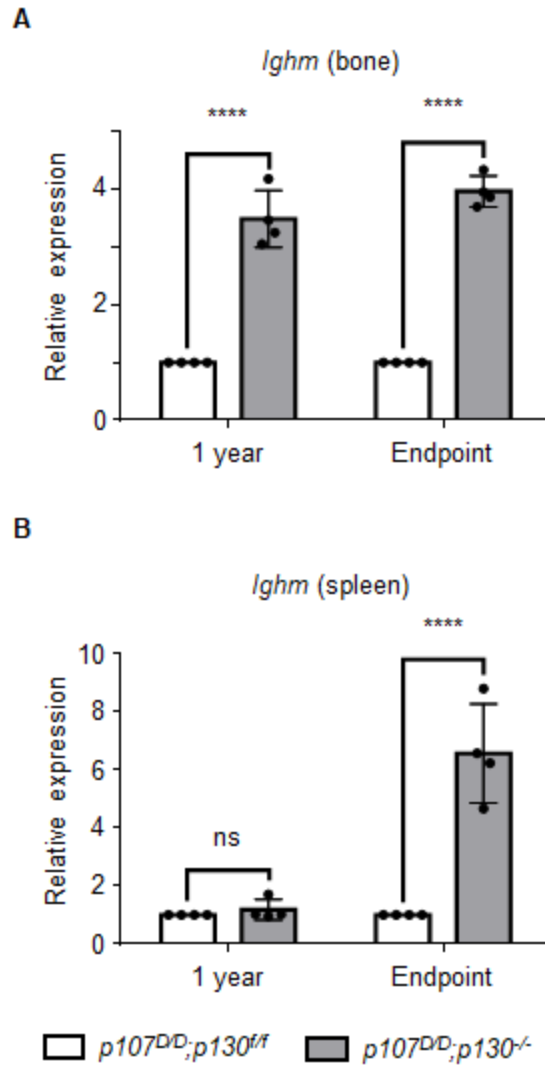 A
Ighm (bone)
**** ****
Relative expression
4
2
0
1 year Endpoint
B
Ighm (spleen)
****
ns
Relative expression
10
8
6
4
2
0
1 year Endpoint
p107D/D;p130f/f p107D/D;p130-/-